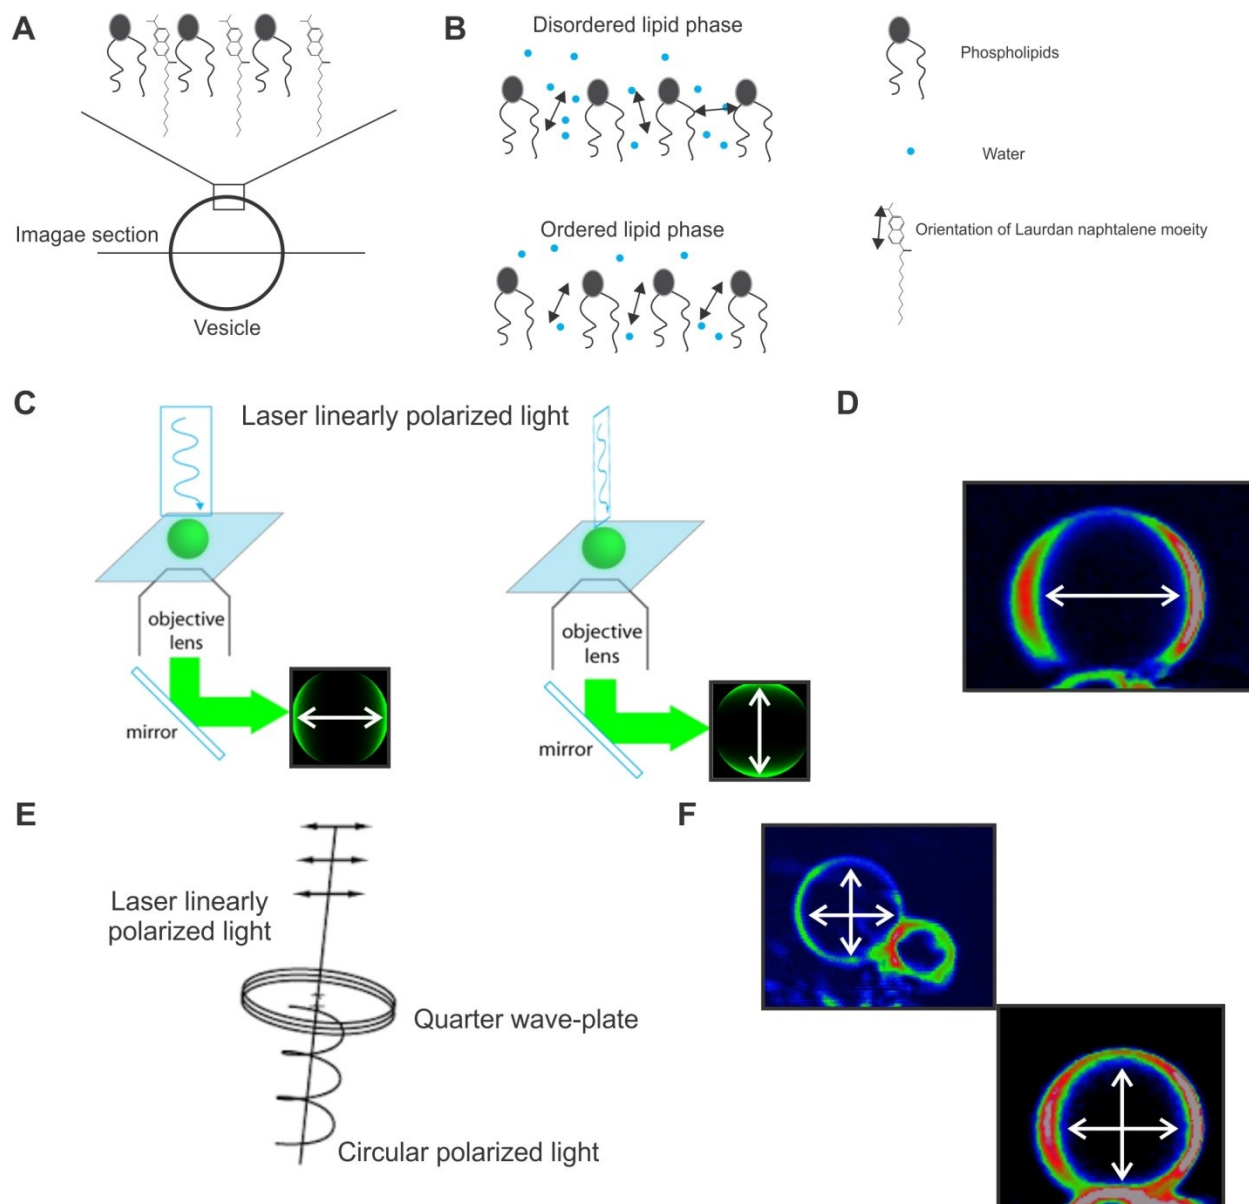 A
Imagae section
Vesicle
B
Disordered lipid phase
Ordered lipid phase
Phospholipids
Water
Orientation of Laurdan naphtalene moeity
C
Laser linearly polarized light
objective
lens
mirror
objective
lens
mirror
D
E
Laser linearly
polarized light
Quarter wave-plate
Circular polarized light
F